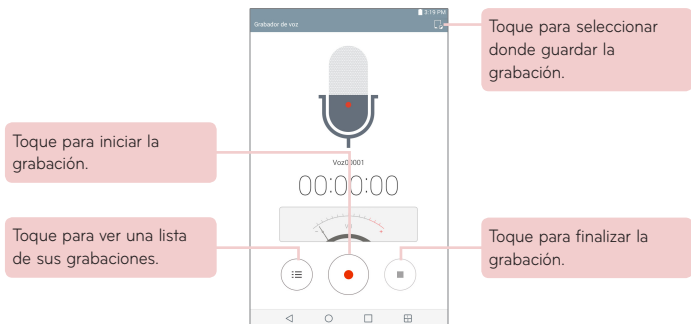 3:19 PM
Grabador de voz
Toque para seleccionar
donde guardar la
grabación.
Toque para iniciar la
grabación.
Voz00001
00:00:00
VU
- +
Toque para ver una lista
de sus grabaciones.
Toque para finalizar la
grabación.